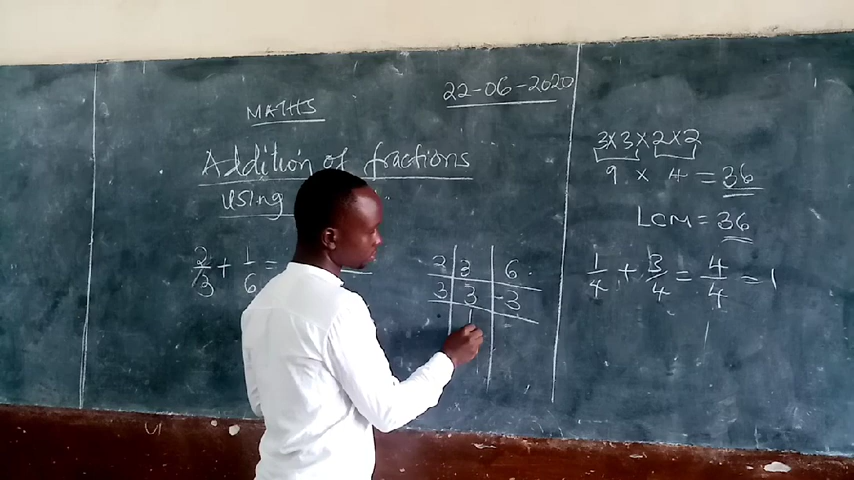 MATHS
22-06-2020
Addition of fractions
using
2/3 + 1/6 =
2 3 6
3 3 3
1
3x3x2x2
9 x 4 = 36
LCM = 36
1/4 + 3/4 = 4/4 = 1